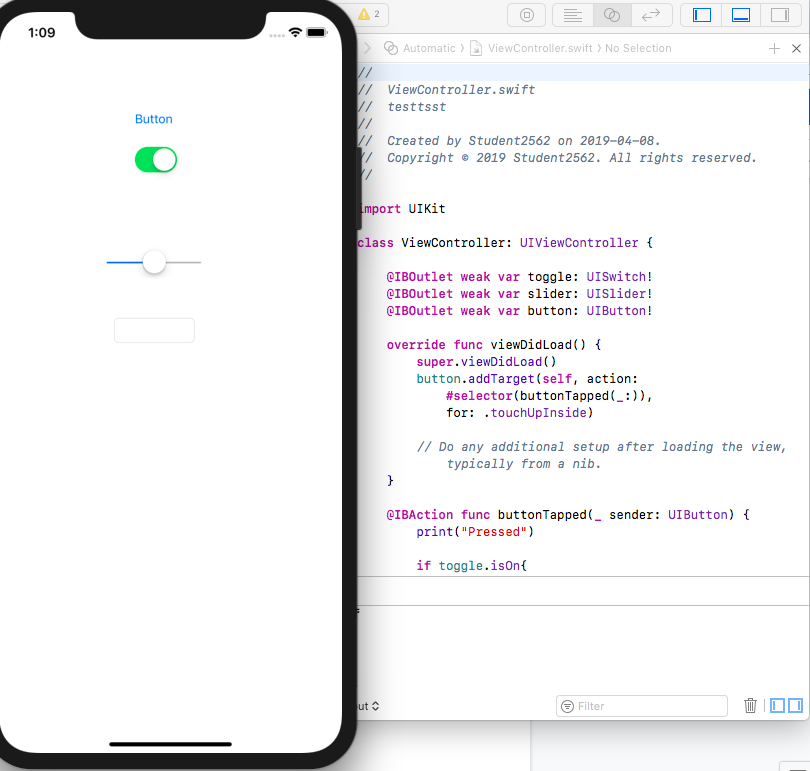 1:09
Button
2
Automatic
ViewController.swift
No Selection
//
// ViewController.swift
// testtsst
//
// Created by Student2562 on 2019-04-08.
// Copyright © 2019 Student2562. All rights reserved.
//
import UIKit
class ViewController: UIViewController {
@IBOutlet weak var toggle: UISwitch!
@IBOutlet weak var slider: UISlider!
@IBOutlet weak var button: UIButton!
override func viewDidLoad() {
super.viewDidLoad()
button.addTarget(self, action:
#selector(buttonTapped(_:)),
for: .touchUpInside)
// Do any additional setup after loading the view,
typically from a nib.
}
@IBAction func buttonTapped(_ sender: UIButton) {
print("Pressed")
if toggle.isOn{
Filter